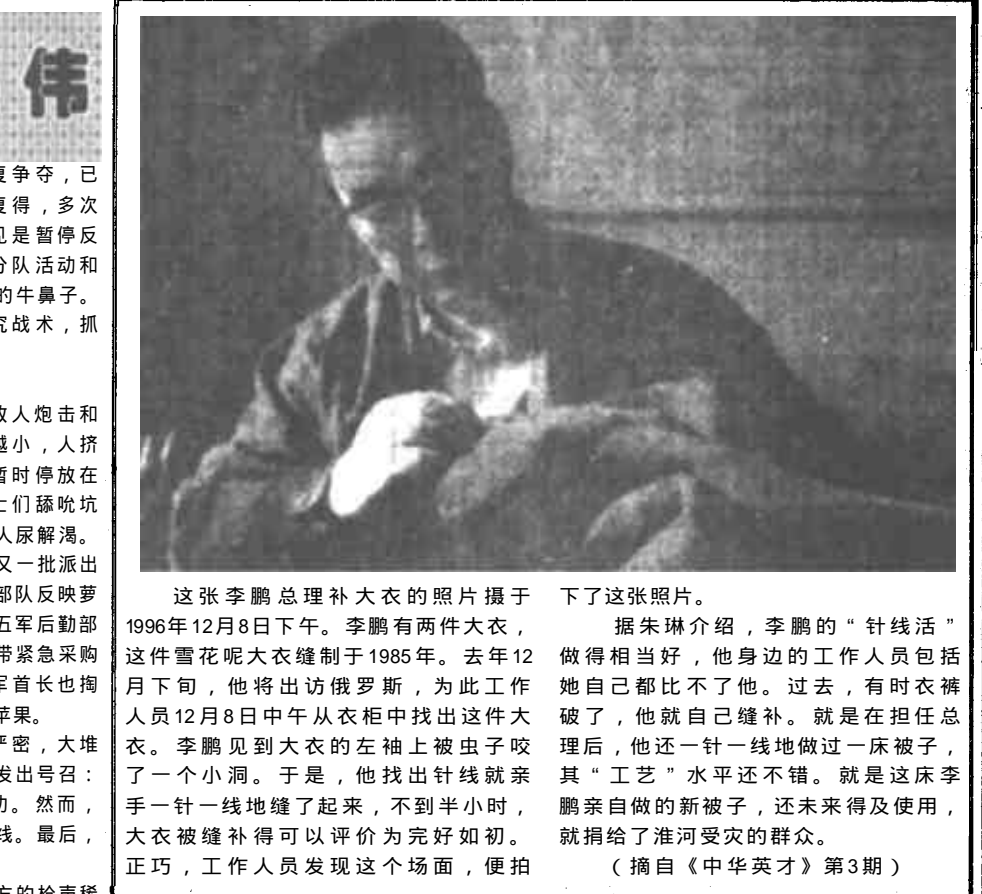 伟
复争夺，已
复得，多次
见是暂停反
分队活动和
的牛鼻子。
究战术，抓
敌人炮击和
越小，人挤
暂时停放在
士们舔吮坑
人尿解渴。
又一批派出
部队反映萝
五军后勤部
带紧急采购
军首长也掏
苹果。
严密，大堆
发出号召：
功。然而，
线。最后，
方的枪声稀
这张李鹏总理补大衣的照片摄于
1996年12月8日下午。李鹏有两件大衣，
这件雪花呢大衣缝制于1985年。去年12
月下旬，他将出访俄罗斯，为此工作
人员12月8日中午从衣柜中找出这件大
衣。李鹏见到大衣的左袖上被虫子咬
了一个小洞。于是，他找出针线就亲
手一针一线地缝了起来，不到半小时，
大衣被缝补得可以评价为完好如初。
正巧，工作人员发现这个场面，便拍
下了这张照片。
据朱琳介绍，李鹏的“针线活”
做得相当好，他身边的工作人员包括
她自己都比不了他。过去，有时衣裤
破了，他就自己缝补。就是在担任总
理后，他还一针一线地做过一床被子，
其“工艺”水平还不错。就是这床李
鹏亲自做的新被子，还未来得及使用，
就捐给了淮河受灾的群众。
（摘自《中华英才》第3期）